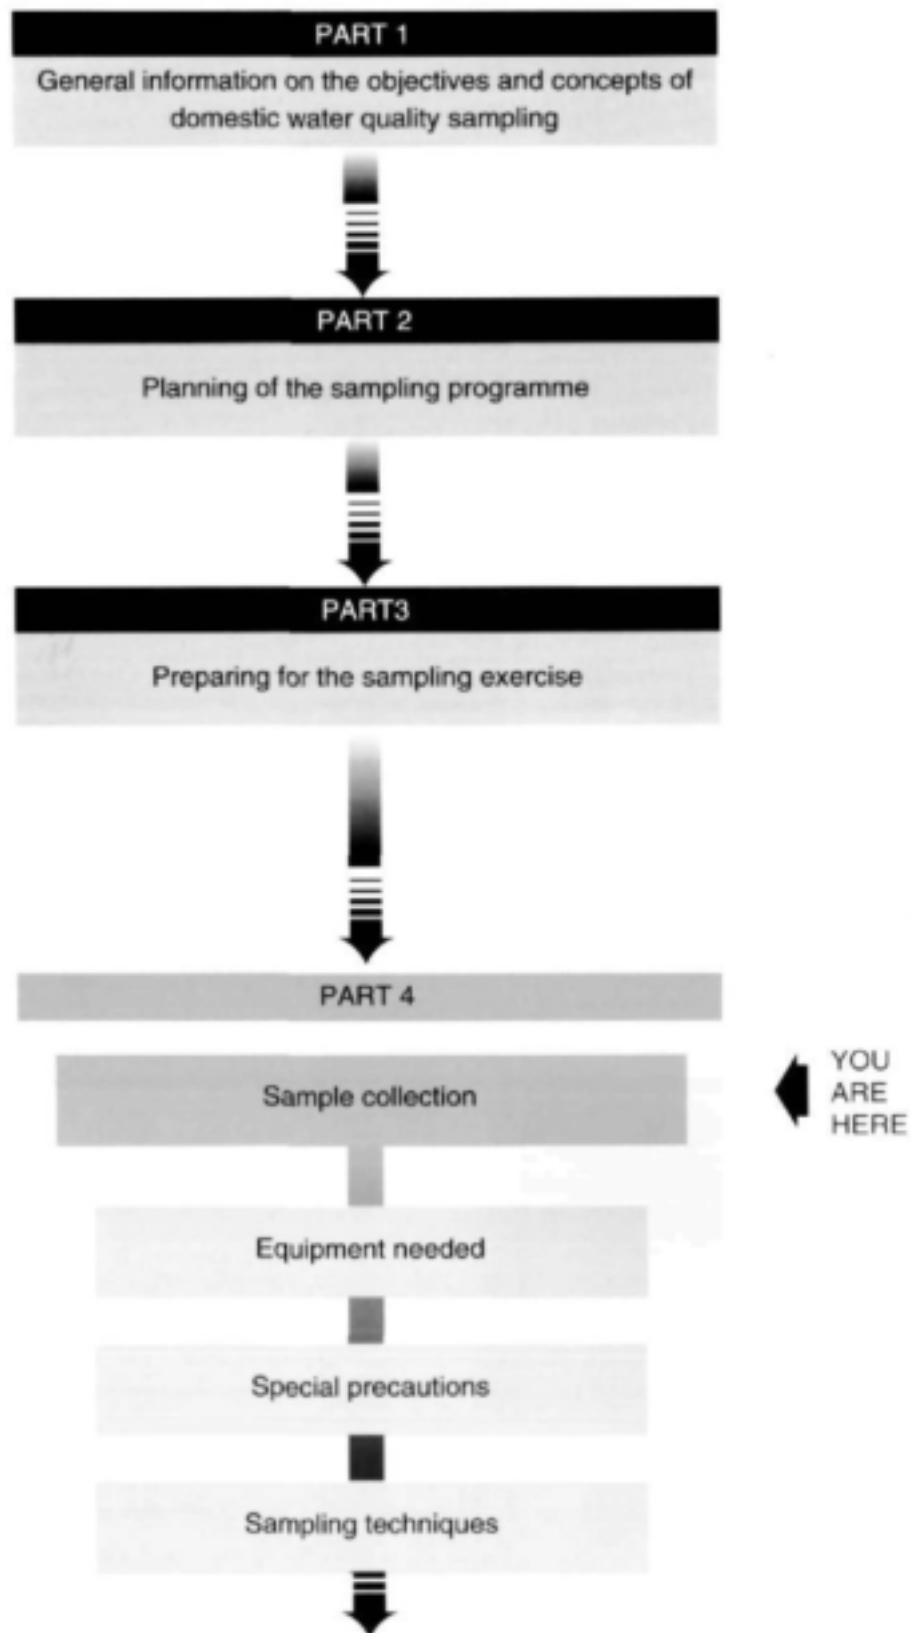 PART 1
General information on the objectives and concepts of
domestic water quality sampling
PART 2
Planning of the sampling programme
PART3
Preparing for the sampling exercise
PART 4
Sample collection
YOU
ARE
HERE
Equipment needed
Special precautions
Sampling techniques